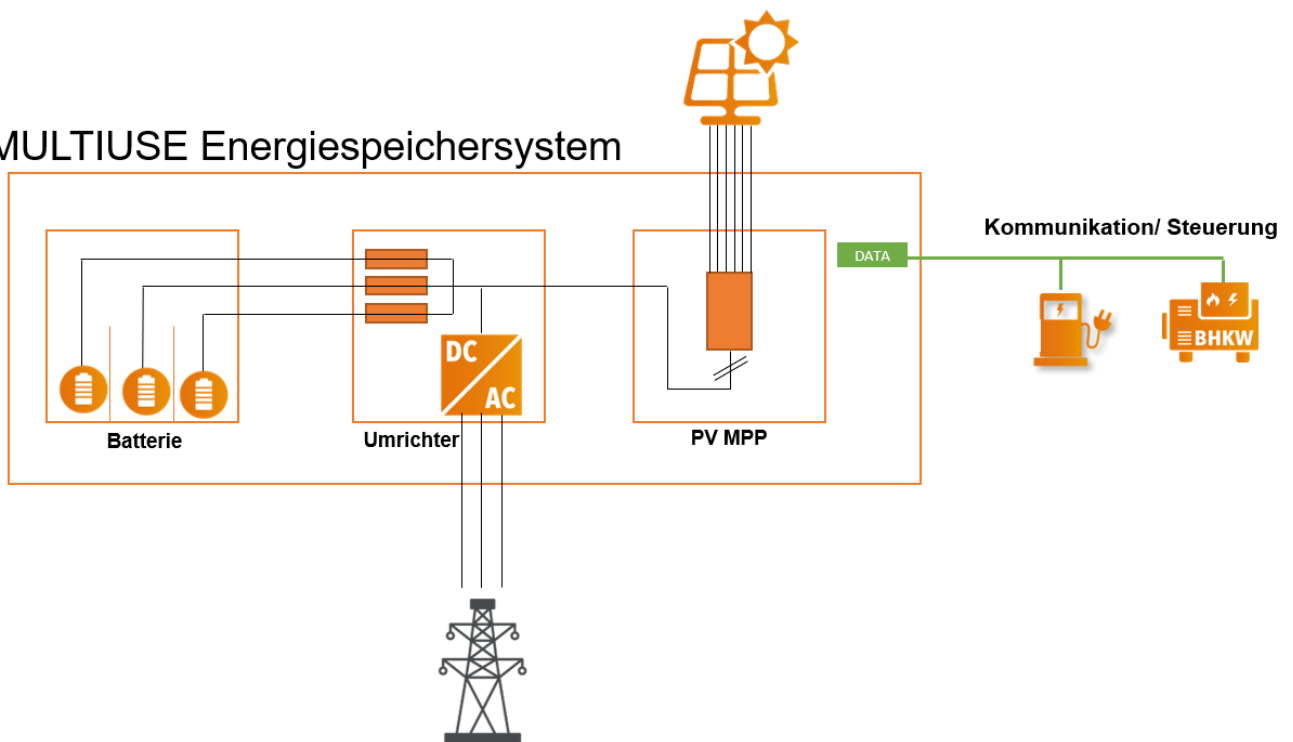 MULTIUSE Energiespeichersystem
Kommunikation/ Steuerung
DATA
DC
AC
BHKW
Batterie
Umrichter
PV MPP